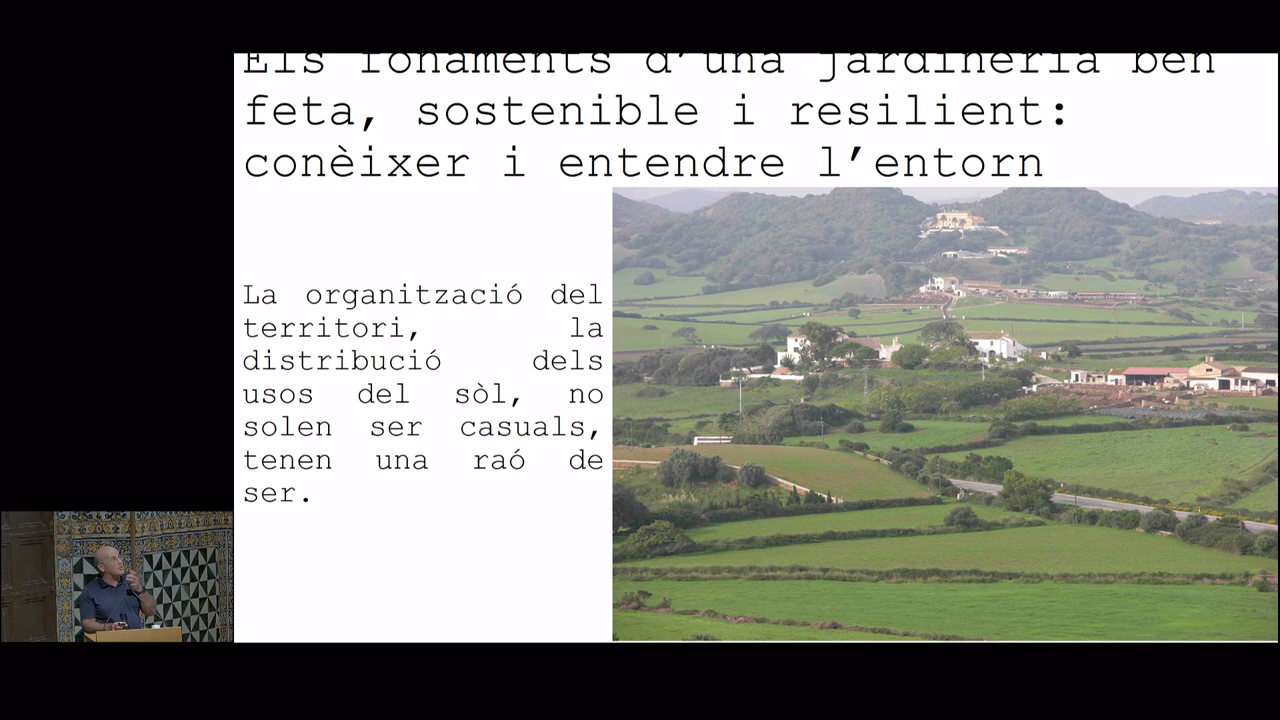 Els fonaments d'una jardineria ben
feta, sostenible i resilient:
conèixer i entendre l'entorn
La organització del
territori, la
distribució dels
usos del sòl, no
solen ser casuals,
tenen una raó de
ser.